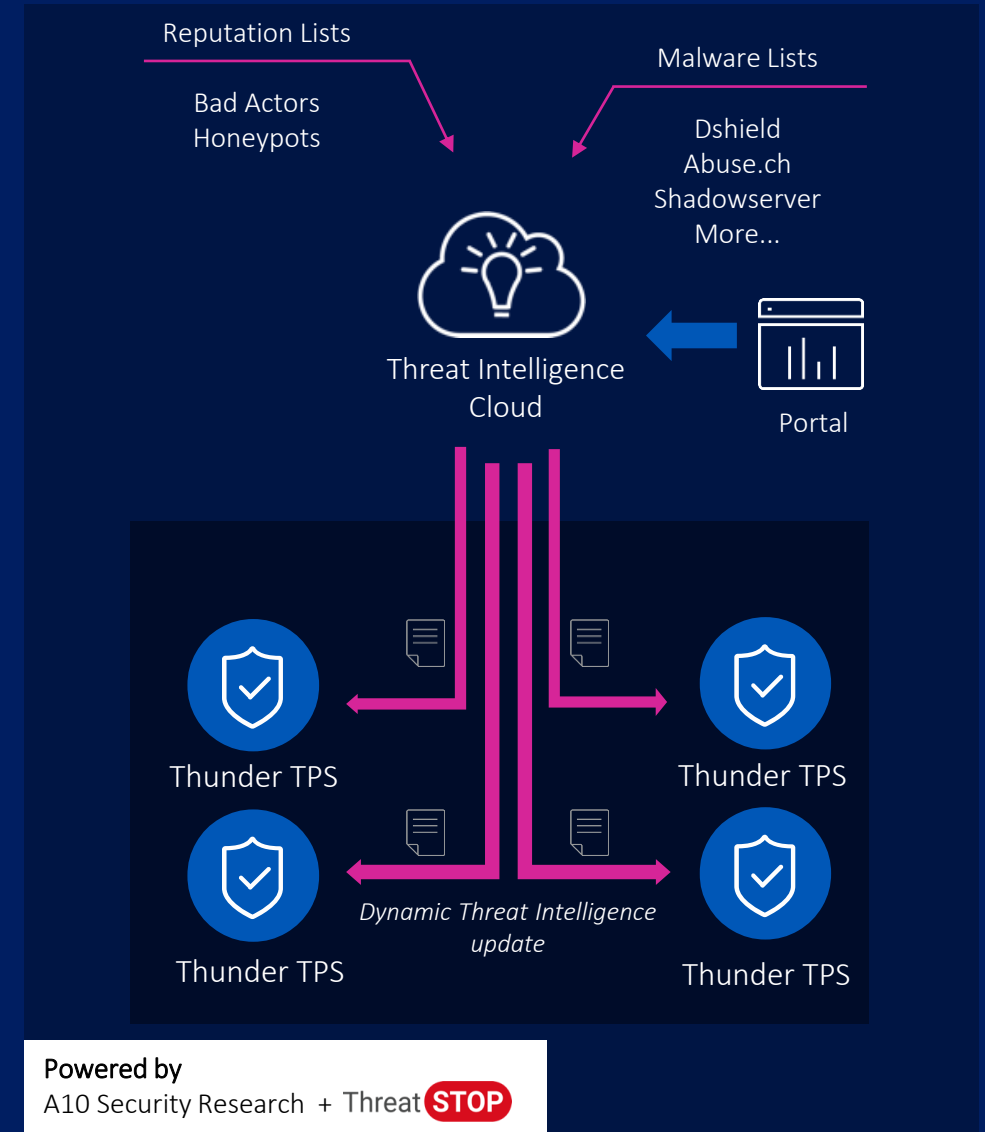 Reputation Lists
Bad Actors
Honeypots
Malware Lists
Dshield
Abuse.ch
Shadowserver
More...
Threat Intelligence
Cloud
Portal
Thunder TPS
Thunder TPS
Dynamic Threat Intelligence
update
Thunder TPS
Thunder TPS
Powered by
A10 Security Research + ThreatSTOP